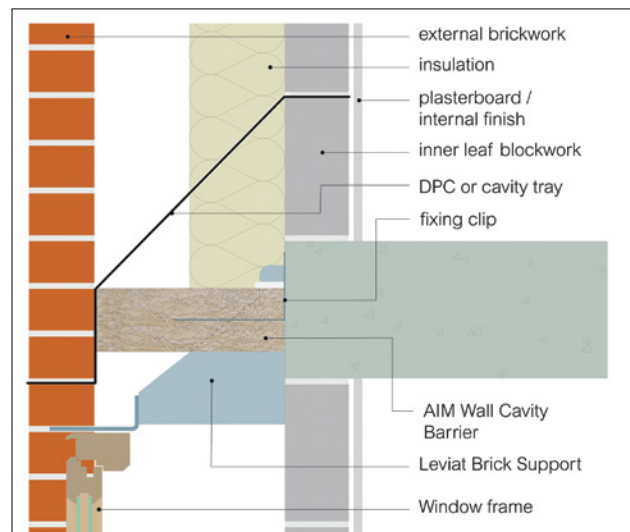 external brickwork
insulation
plasterboard /
internal finish
inner leaf blockwork
DPC or cavity tray
fixing clip
AIM Wall Cavity
Barrier
Leviat Brick Support
Window frame